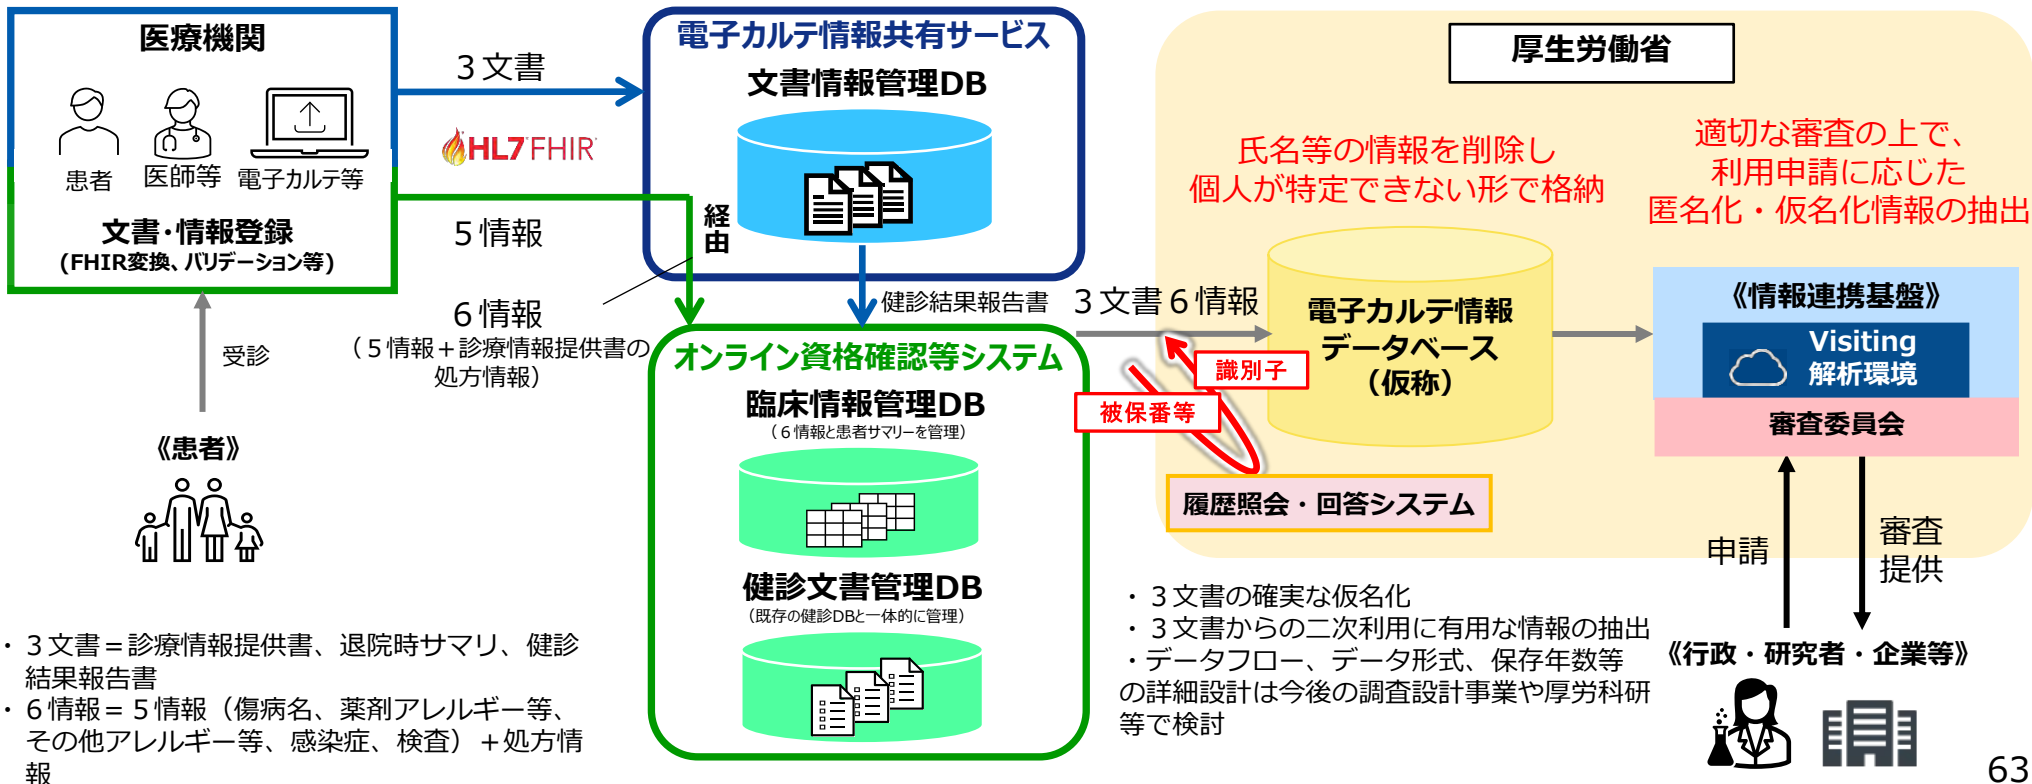 医療機関
患者
医師等
電子カルテ等
文書・情報登録
(FHIR変換、バリデーション等)
受診
《患者》
3文書
HL7 FHIR
5情報
6情報
(5情報+診療情報提供書の
処方情報)
電子カルテ情報共有サービス
文書情報管理DB
経由
健診結果報告書
オンライン資格確認等システム
臨床情報管理DB
(6情報と患者サマリーを管理)
健診文書管理DB
(既存の健診DBと一体的に管理)
厚生労働省
氏名等の情報を削除し
個人が特定できない形で格納
適切な審査の上で、
利用申請に応じた
匿名化・仮名化情報の抽出
3文書6情報
識別子
被保番等
電子カルテ情報
データベース
(仮称)
履歴照会・回答システム
《情報連携基盤》
Visiting
解析環境
審査委員会
申請
審査
提供
《行政・研究者・企業等》
・3文書=診療情報提供書、退院時サマリ、健診
結果報告書
・6情報=5情報(傷病名、薬剤アレルギー等、
その他アレルギー等、感染症、検査)+処方情
報
・3文書の確実な仮名化
・3文書からの二次利用に有用な情報の抽出
・データフロー、データ形式、保存年数等
の詳細設計は今後の調査設計事業や厚労科研
等で検討
63